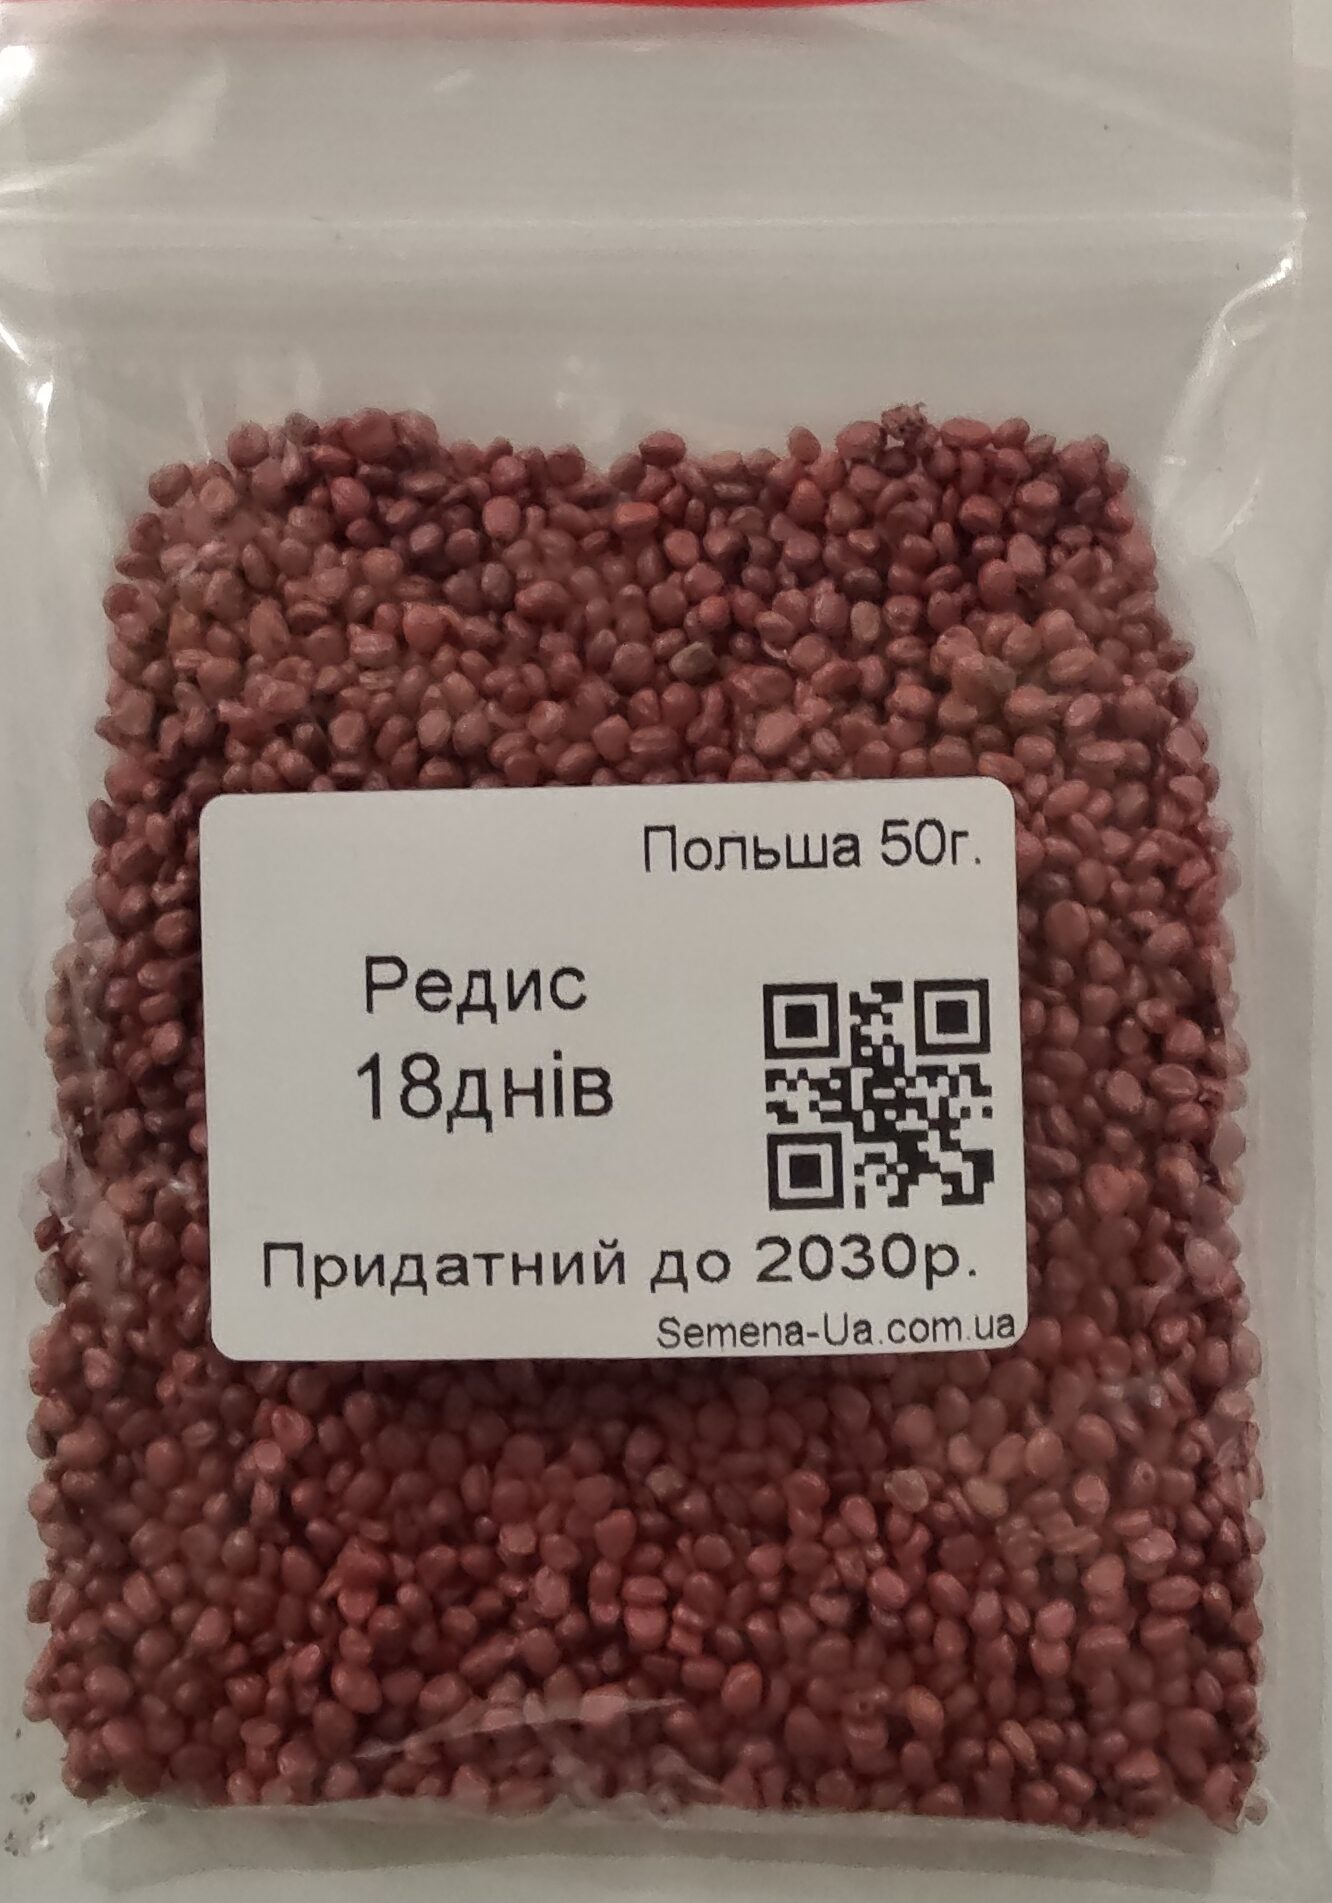 Польша 50г.
Редис
18днів
Придатний до 2030р.
Semena-Ua.com.ua